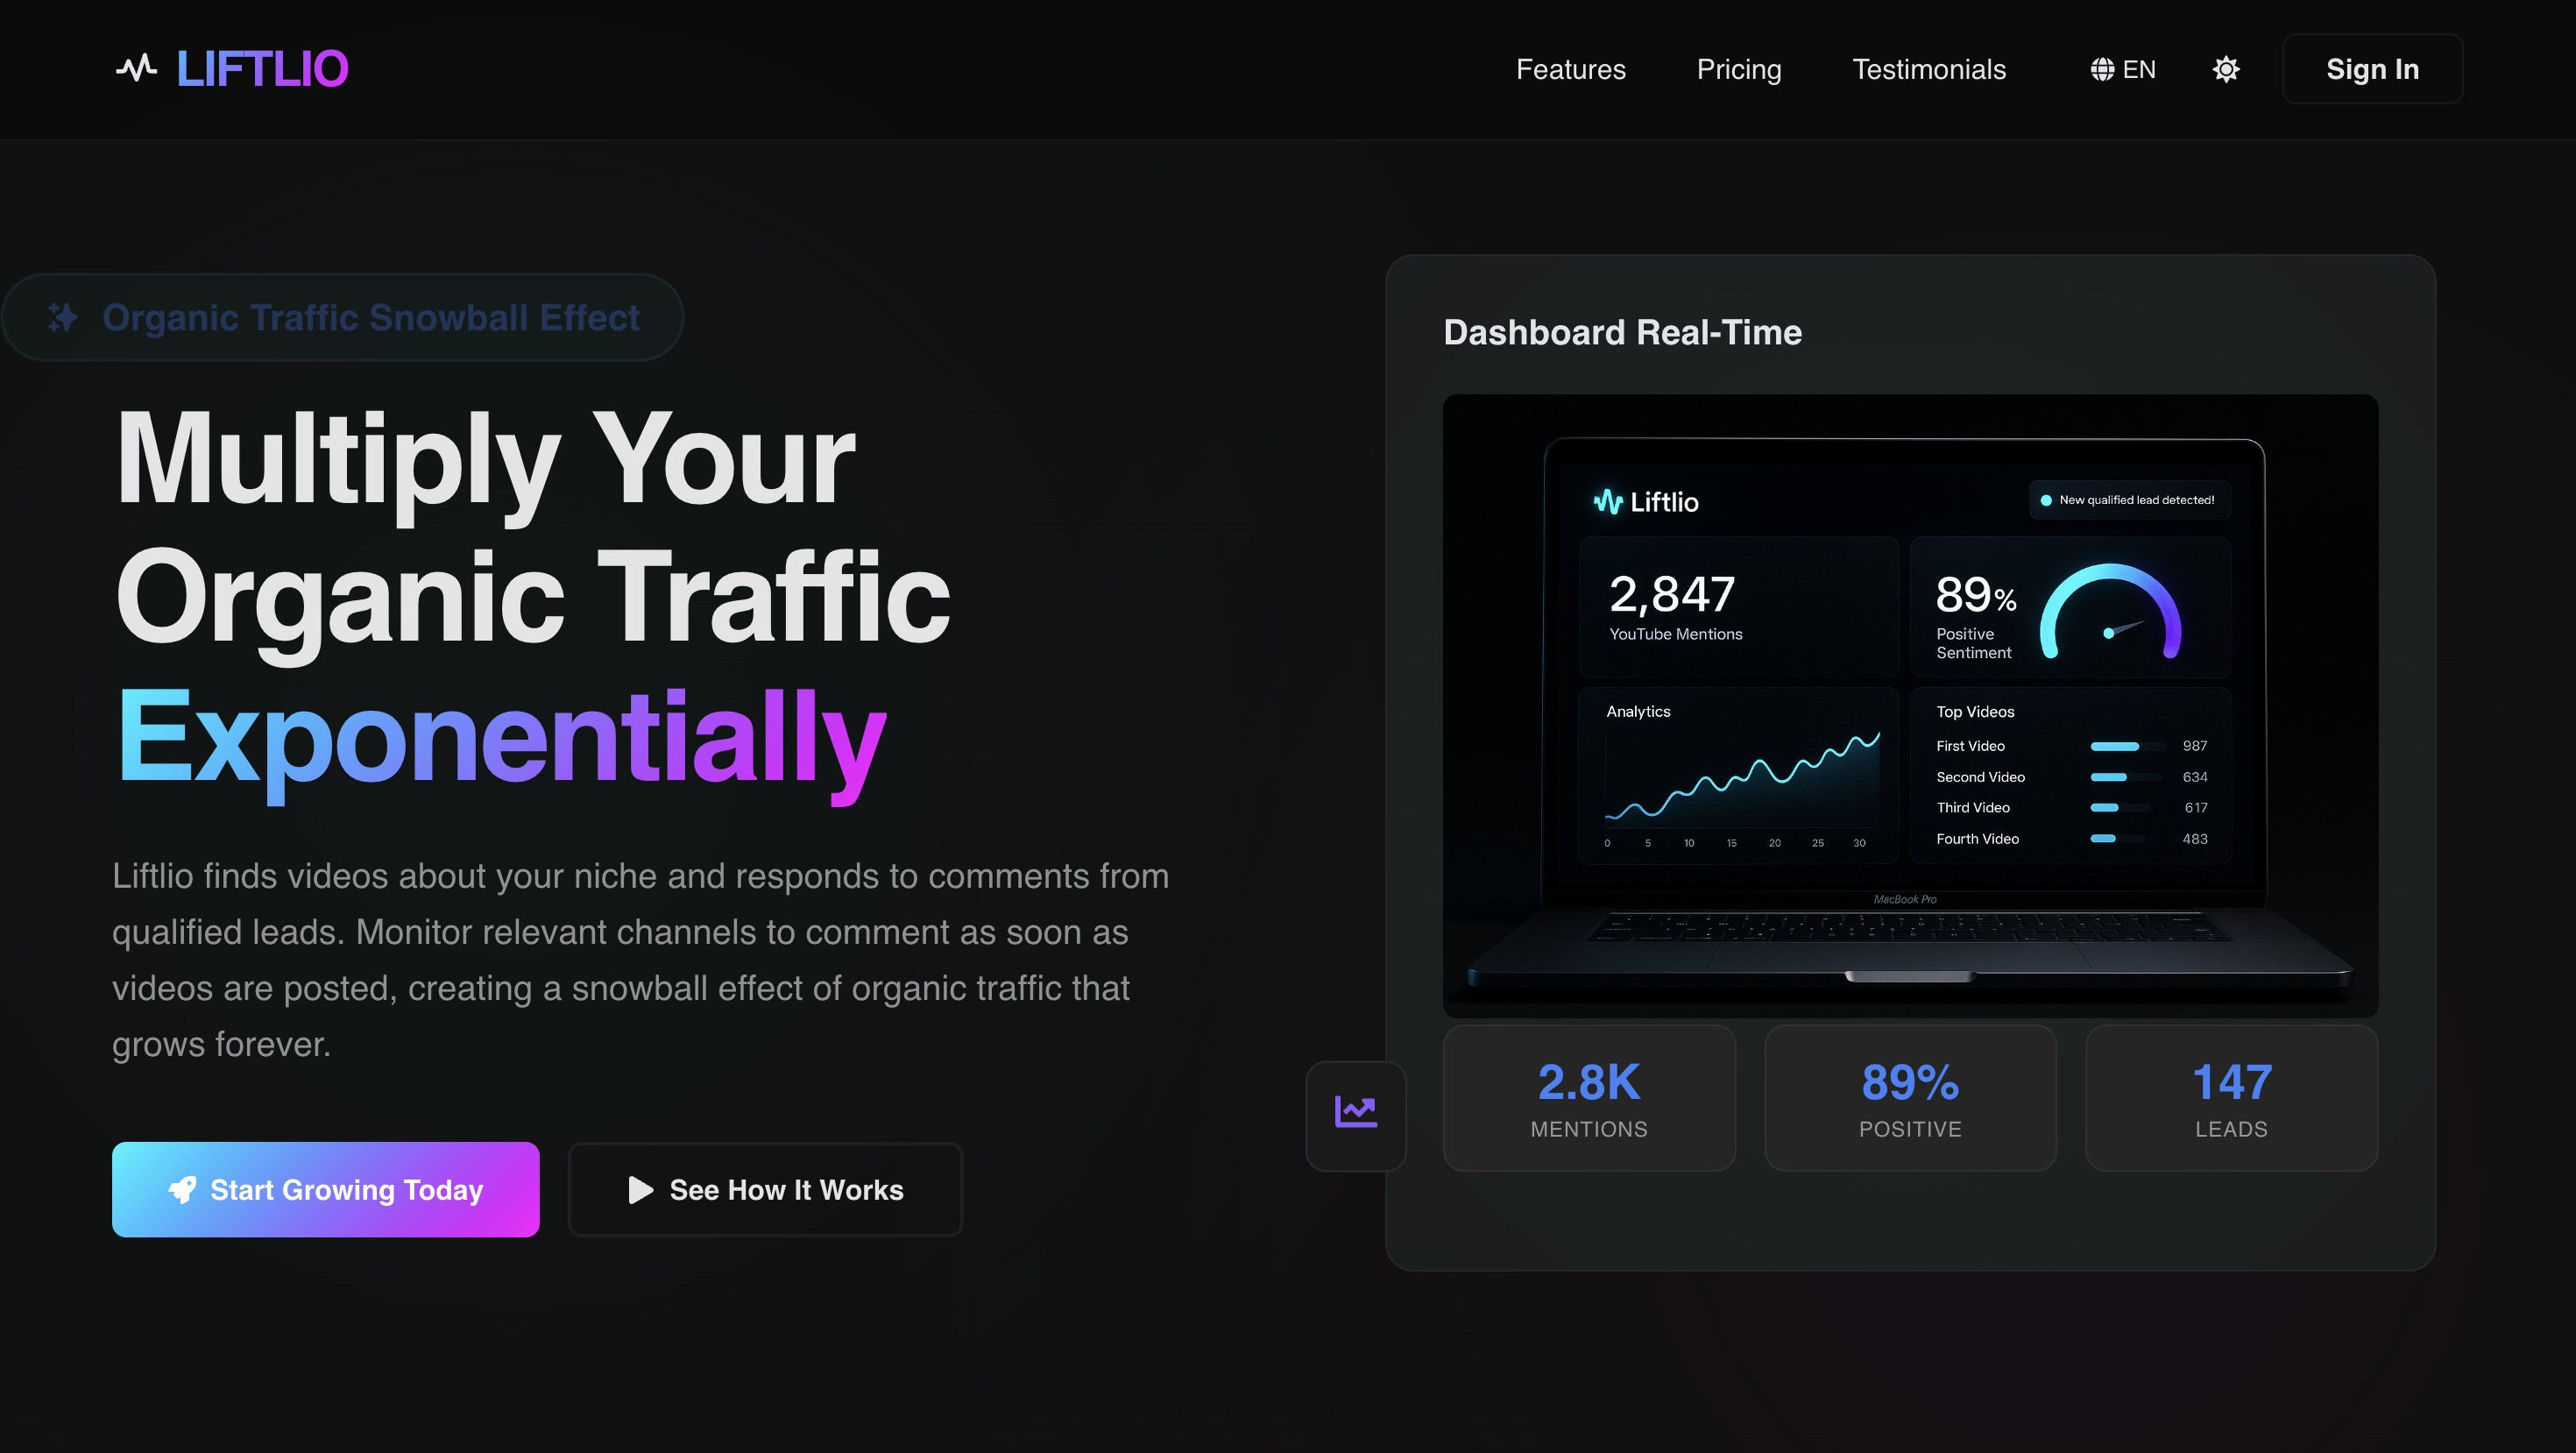 LIFTLIO
Features
Pricing
Testimonials
EN
Sign In
Organic Traffic Snowball Effect
Multiply Your
Organic Traffic
Exponentially
Liftlio finds videos about your niche and responds to comments from
qualified leads. Monitor relevant channels to comment as soon as
videos are posted, creating a snowball effect of organic traffic that
grows forever.
Start Growing Today
See How It Works
Dashboard Real-Time
Liftlio
New qualified lead detected!
2,847
YouTube Mentions
89%
Positive
Sentiment
Analytics
0 5 10 15 20 25 30
Top Videos
First Video 987
Second Video 634
Third Video 617
Fourth Video 483
MacBook Pro
2.8K
MENTIONS
89%
POSITIVE
147
LEADS